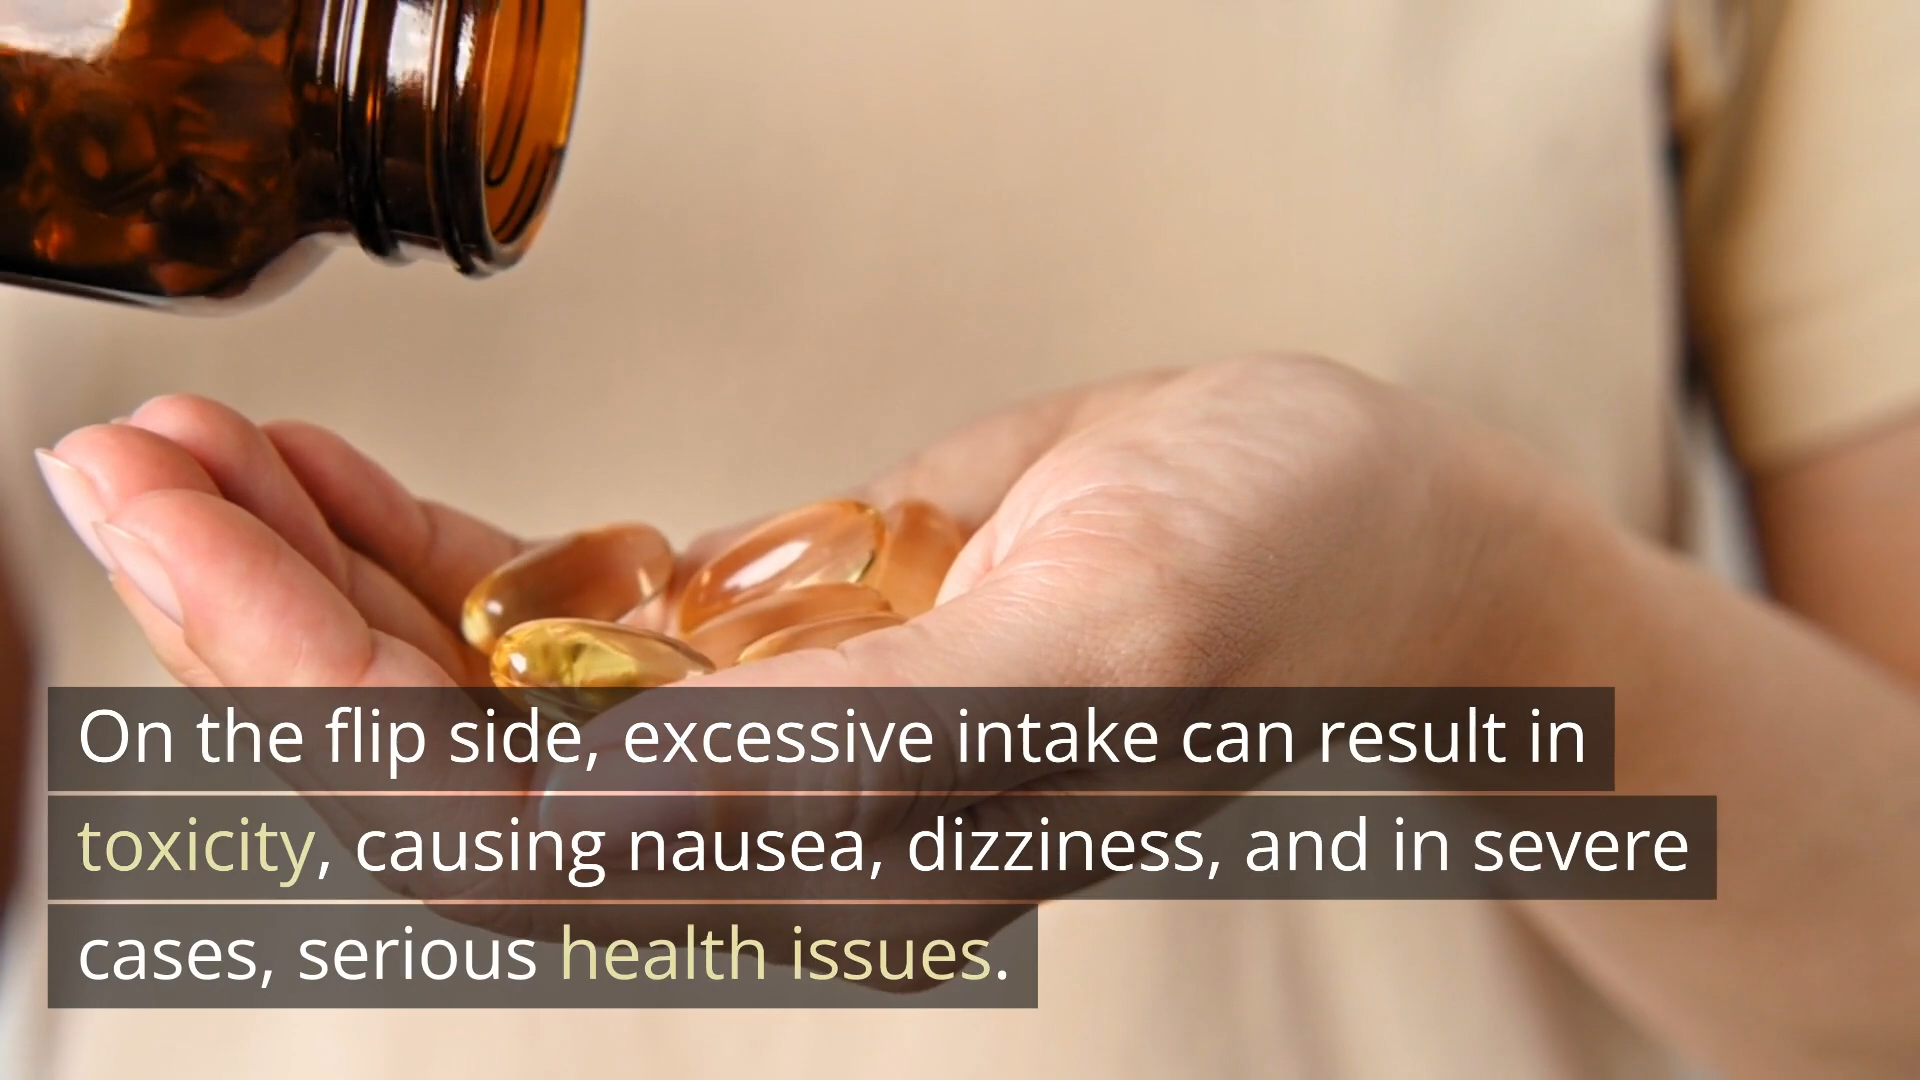 On the flip side, excessive intake can result in
toxicity, causing nausea, dizziness, and in severe
cases, serious health issues.